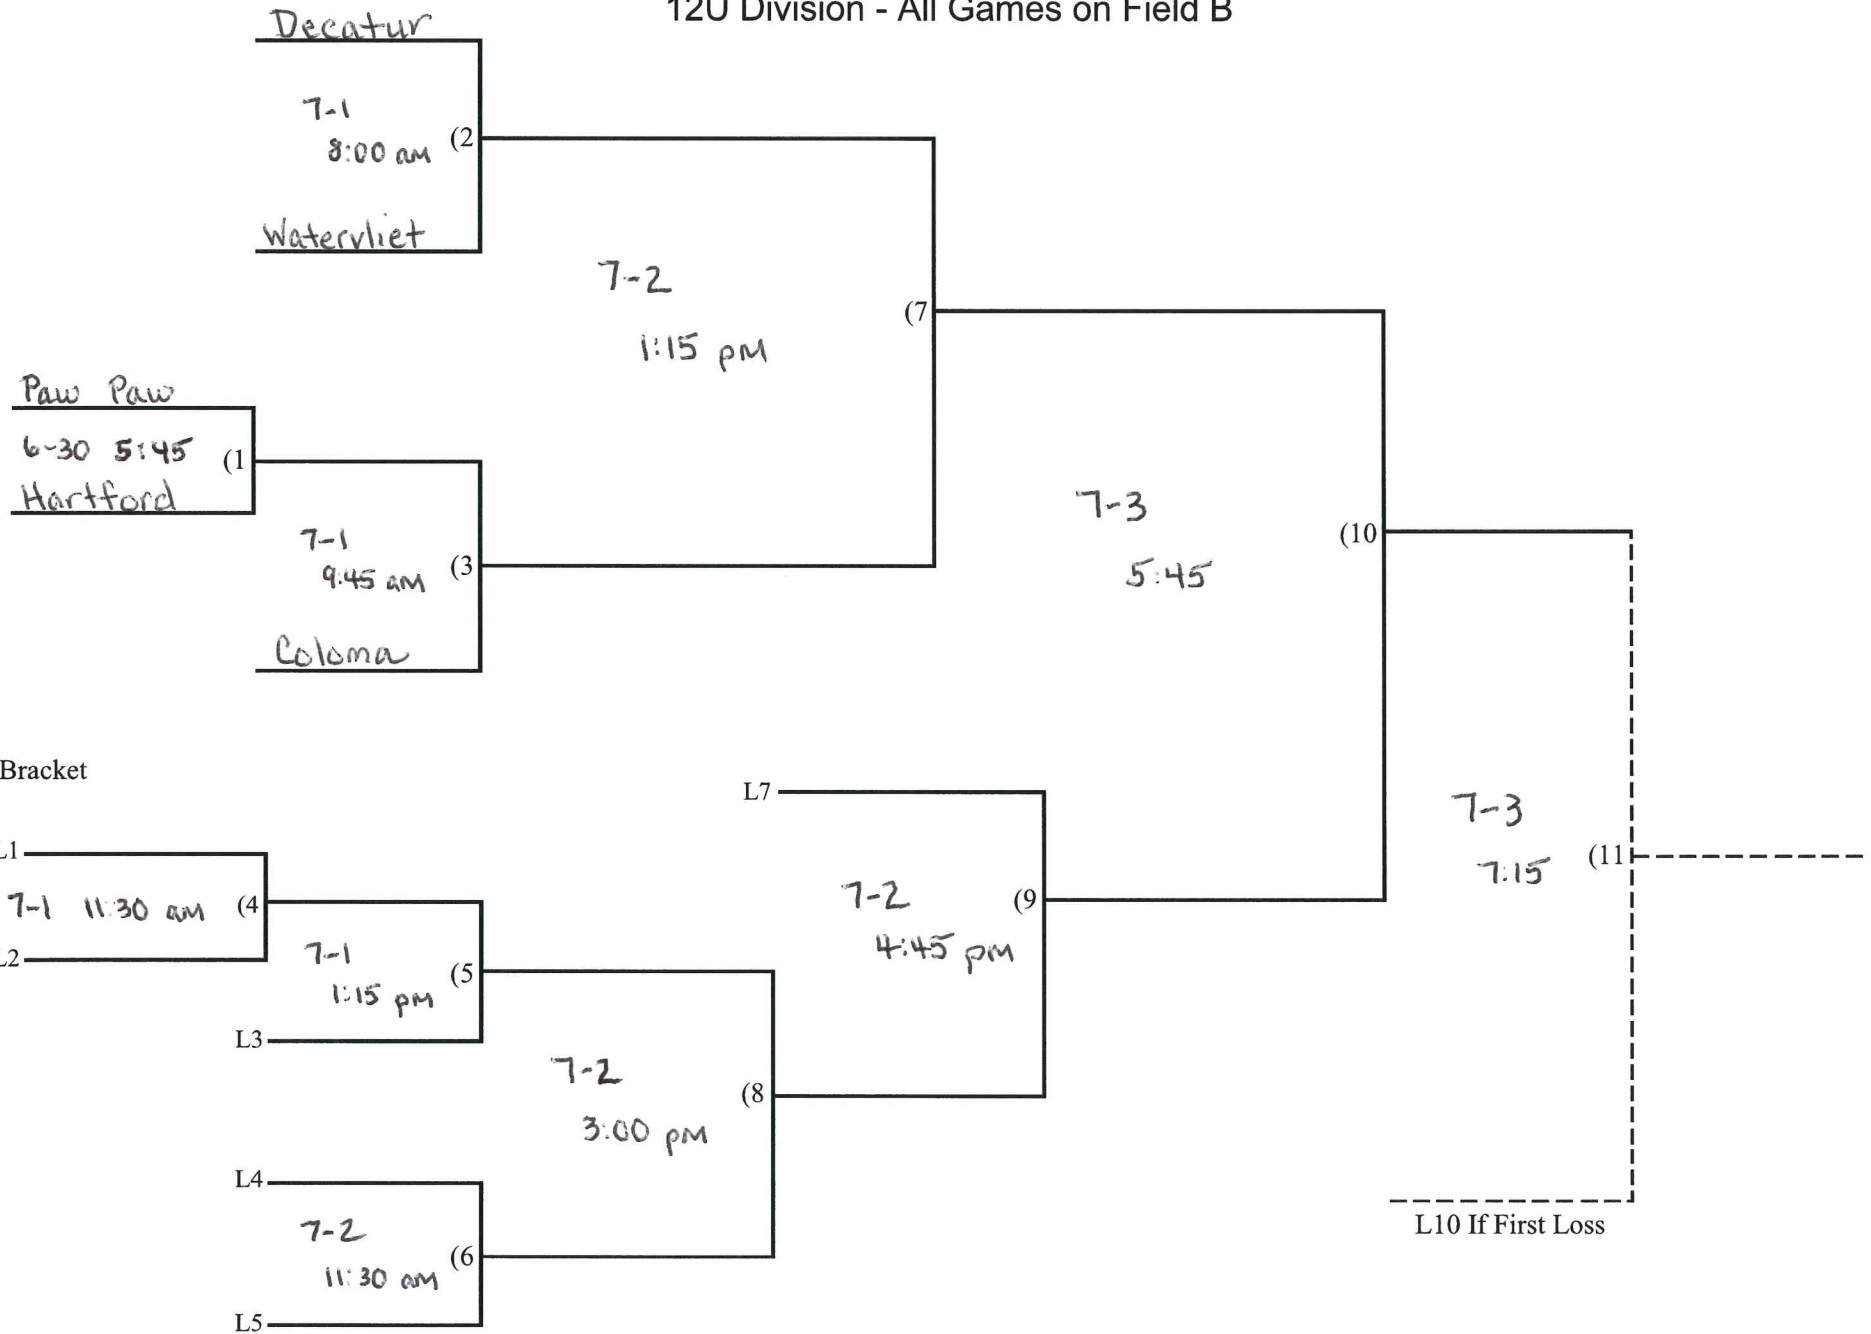 12U Division - All Games on Field B
Decatur
7-1
8:00 am
(2
Watervliet
7-2
1:15 pm
(7
Paw Paw
6-30 5:45
(1
Hartford
7-1
9:45 am
(3
Coloma
7-3
5:45
(10
Bracket
L7
L1
7-1 11:30 am
(4
L2
7-1
1:15 pm
(5
L3
7-2
4:45 pm
(9
7-3
7:15
(11
7-2
3:00 pm
(8
L4
7-2
11:30 am
(6
L5
L10 If First Loss